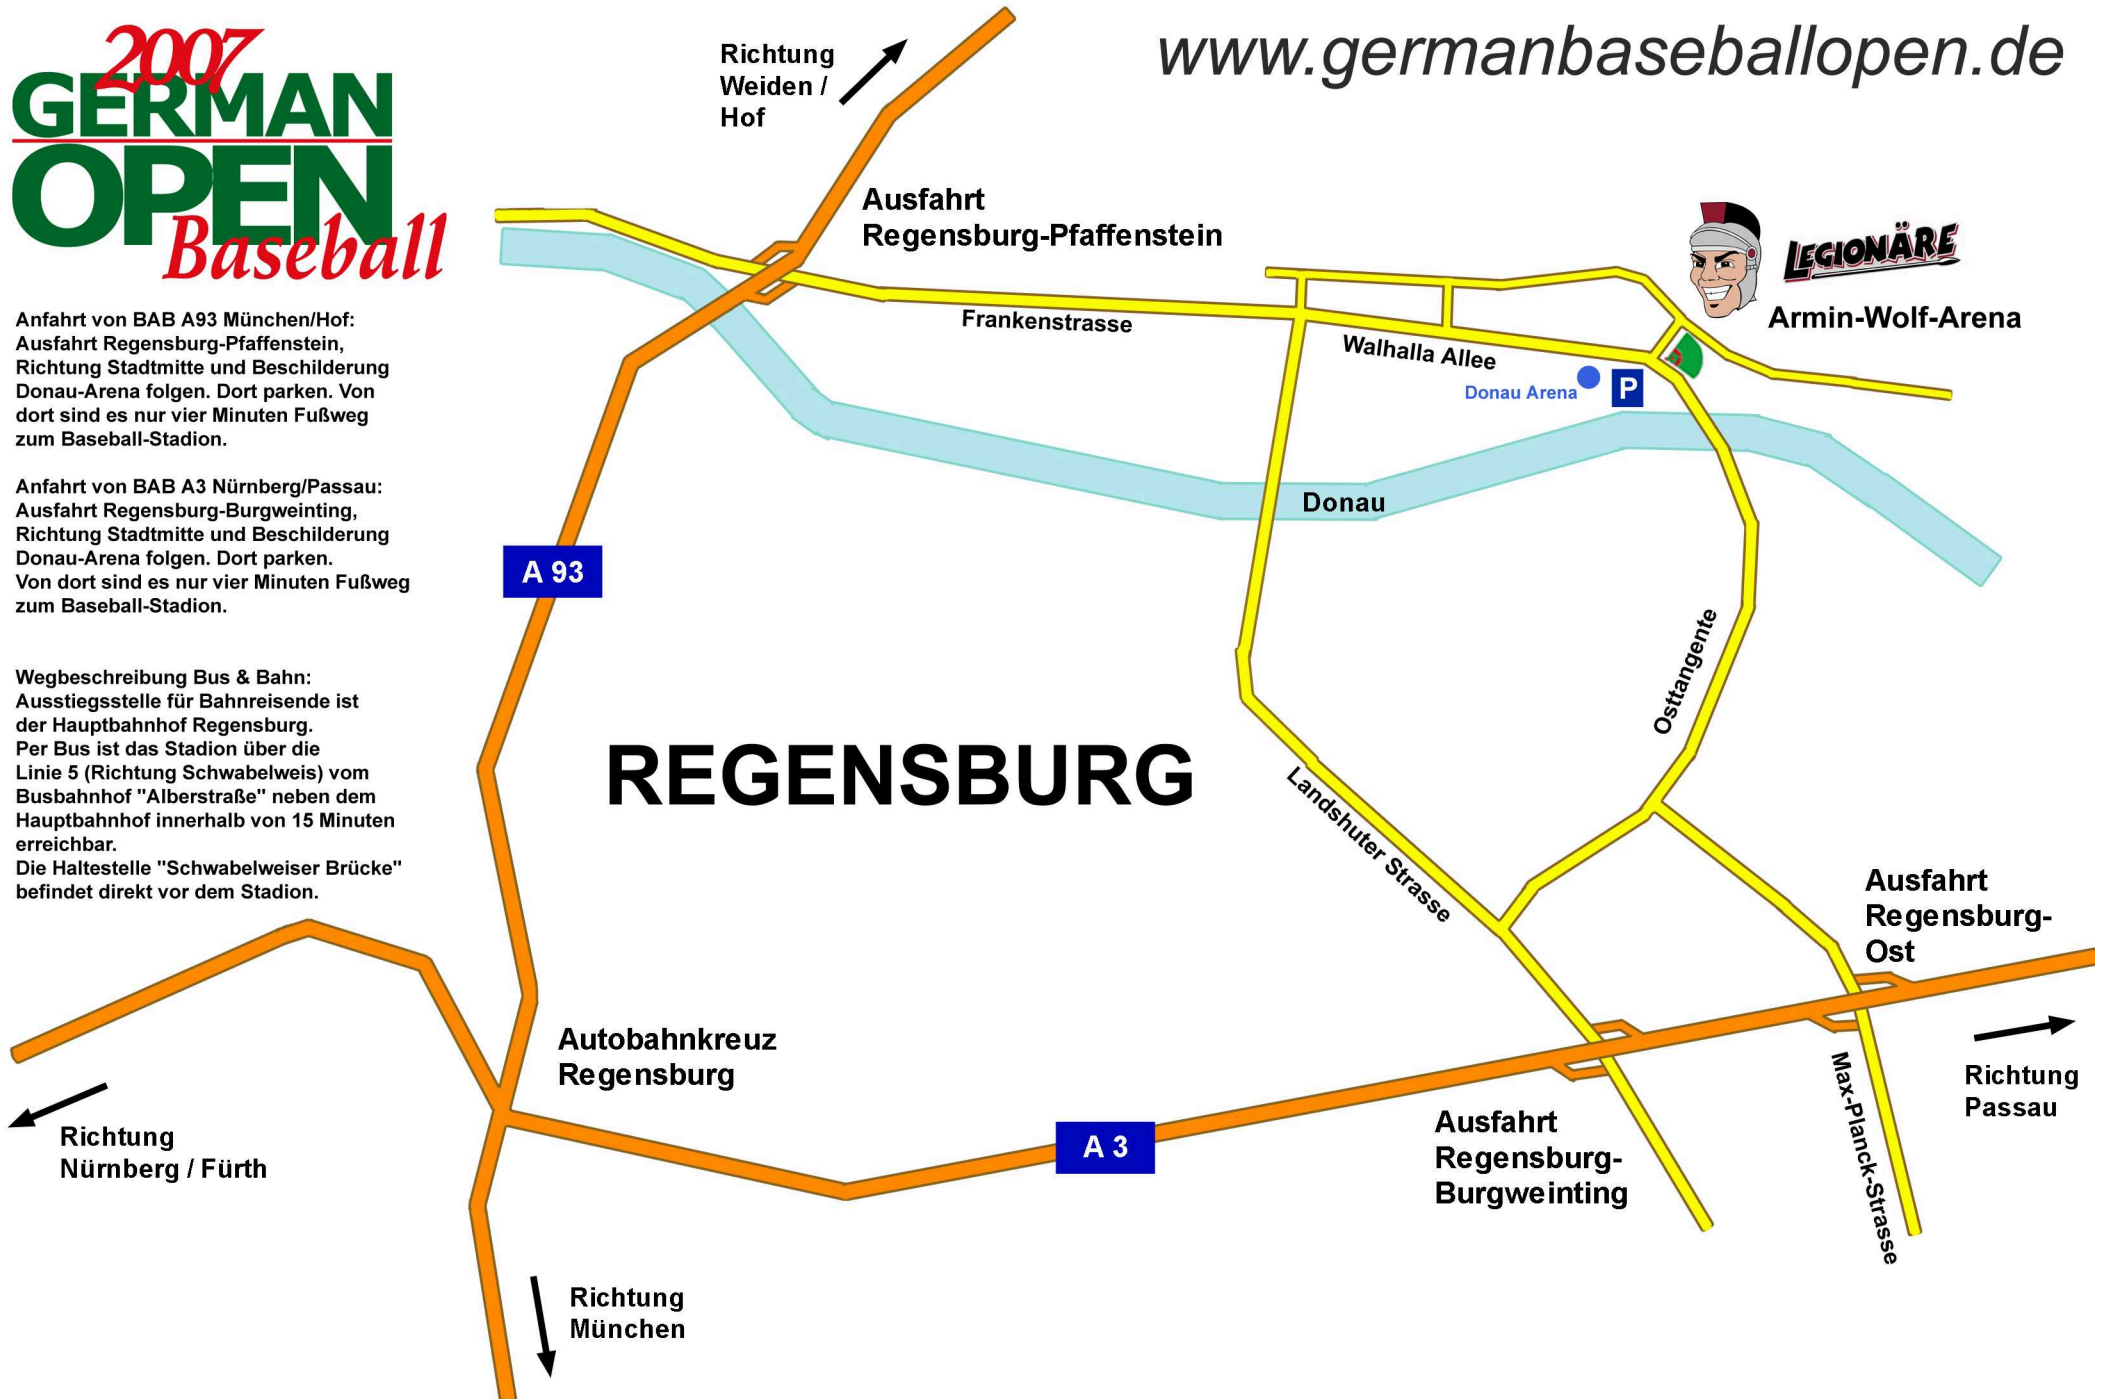 2007
GERMAN
OPEN
Baseball
www.germanbaseballopen.de
Richtung
Weiden /
Hof
Ausfahrt
Regensburg-Pfaffenstein
LEGIONÄRE
Armin-Wolf-Arena
Frankenstrasse
Walhalla Allee
Donau Arena
P
Donau
Anfahrt von BAB A93 München/Hof:
Ausfahrt Regensburg-Pfaffenstein,
Richtung Stadtmitte und Beschilderung
Donau-Arena folgen. Dort parken. Von
dort sind es nur vier Minuten Fußweg
zum Baseball-Stadion.
Anfahrt von BAB A3 Nürnberg/Passau:
Ausfahrt Regensburg-Burgweinting,
Richtung Stadtmitte und Beschilderung
Donau-Arena folgen. Dort parken.
Von dort sind es nur vier Minuten Fußweg
zum Baseball-Stadion.
Wegbeschreibung Bus & Bahn:
Ausstiegsstelle für Bahnreisende ist
der Hauptbahnhof Regensburg.
Per Bus ist das Stadion über die
Linie 5 (Richtung Schwabelweis) vom
Busbahnhof "Alberstraße" neben dem
Hauptbahnhof innerhalb von 15 Minuten
erreichbar.
Die Haltestelle "Schwabelweiser Brücke"
befindet direkt vor dem Stadion.
A 93
REGENSBURG
Osttangente
Landshuter Strasse
Ausfahrt
Regensburg-
Ost
Autobahnkreuz
Regensburg
Richtung
Nürnberg / Fürth
A 3
Ausfahrt
Regensburg-
Burgweinting
Max-Planck-Strasse
Richtung
Passau
Richtung
München